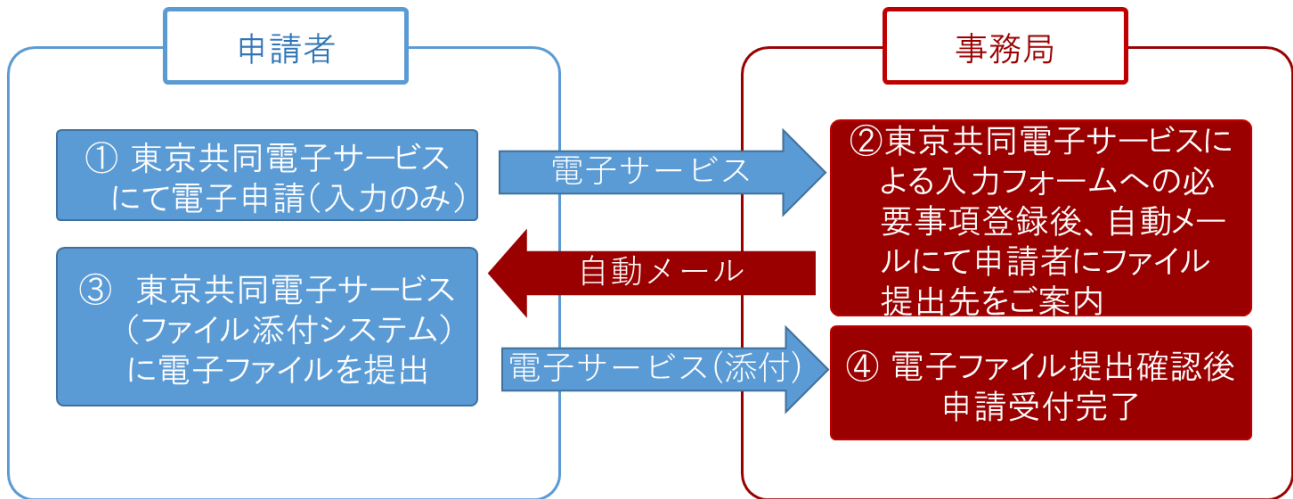 申請者
事務局
① 東京共同電子サービス
にて電子申請(入力のみ)
電子サービス
②東京共同電子サービスに
よる入力フォームへの必
要事項登録後、自動メー
ルにて申請者にファイル
提出先をご案内
自動メール
③ 東京共同電子サービス
(ファイル添付システム)
に電子ファイルを提出
電子サービス(添付)
④ 電子ファイル提出確認後
申請受付完了